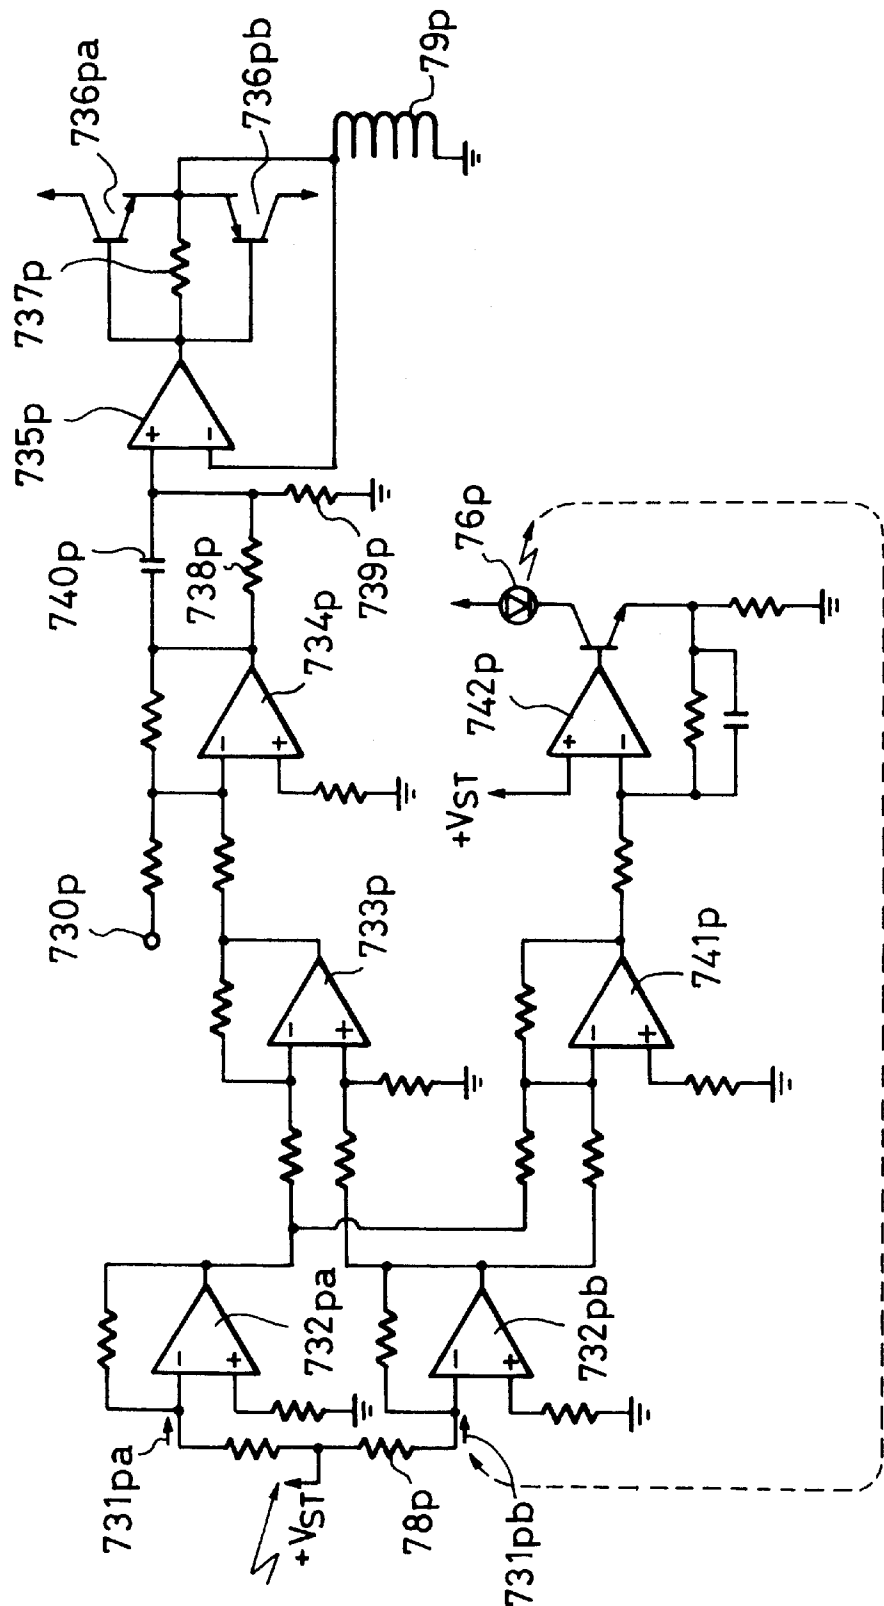 736pa
736pb
79p
737p
735p
740p
738p
739p
734p
76p
742p
+VST
730p
733p
741p
732pa
732pb
731pa
+VST
78p
731pb
+
-
-
+
+
-
-
+
-
+
-
+
-
+